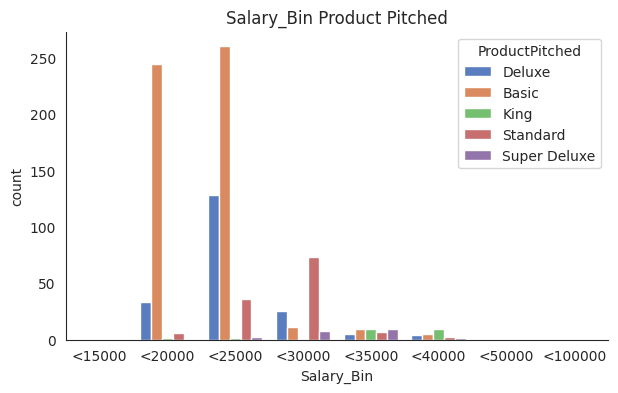 Salary_Bin Product Pitched
ProductPitched
Deluxe
Basic
King
Standard
Super Deluxe
count
250
200
150
100
50
0
<15000 <20000 <25000 <30000 <35000 <40000 <50000 <100000
Salary_Bin